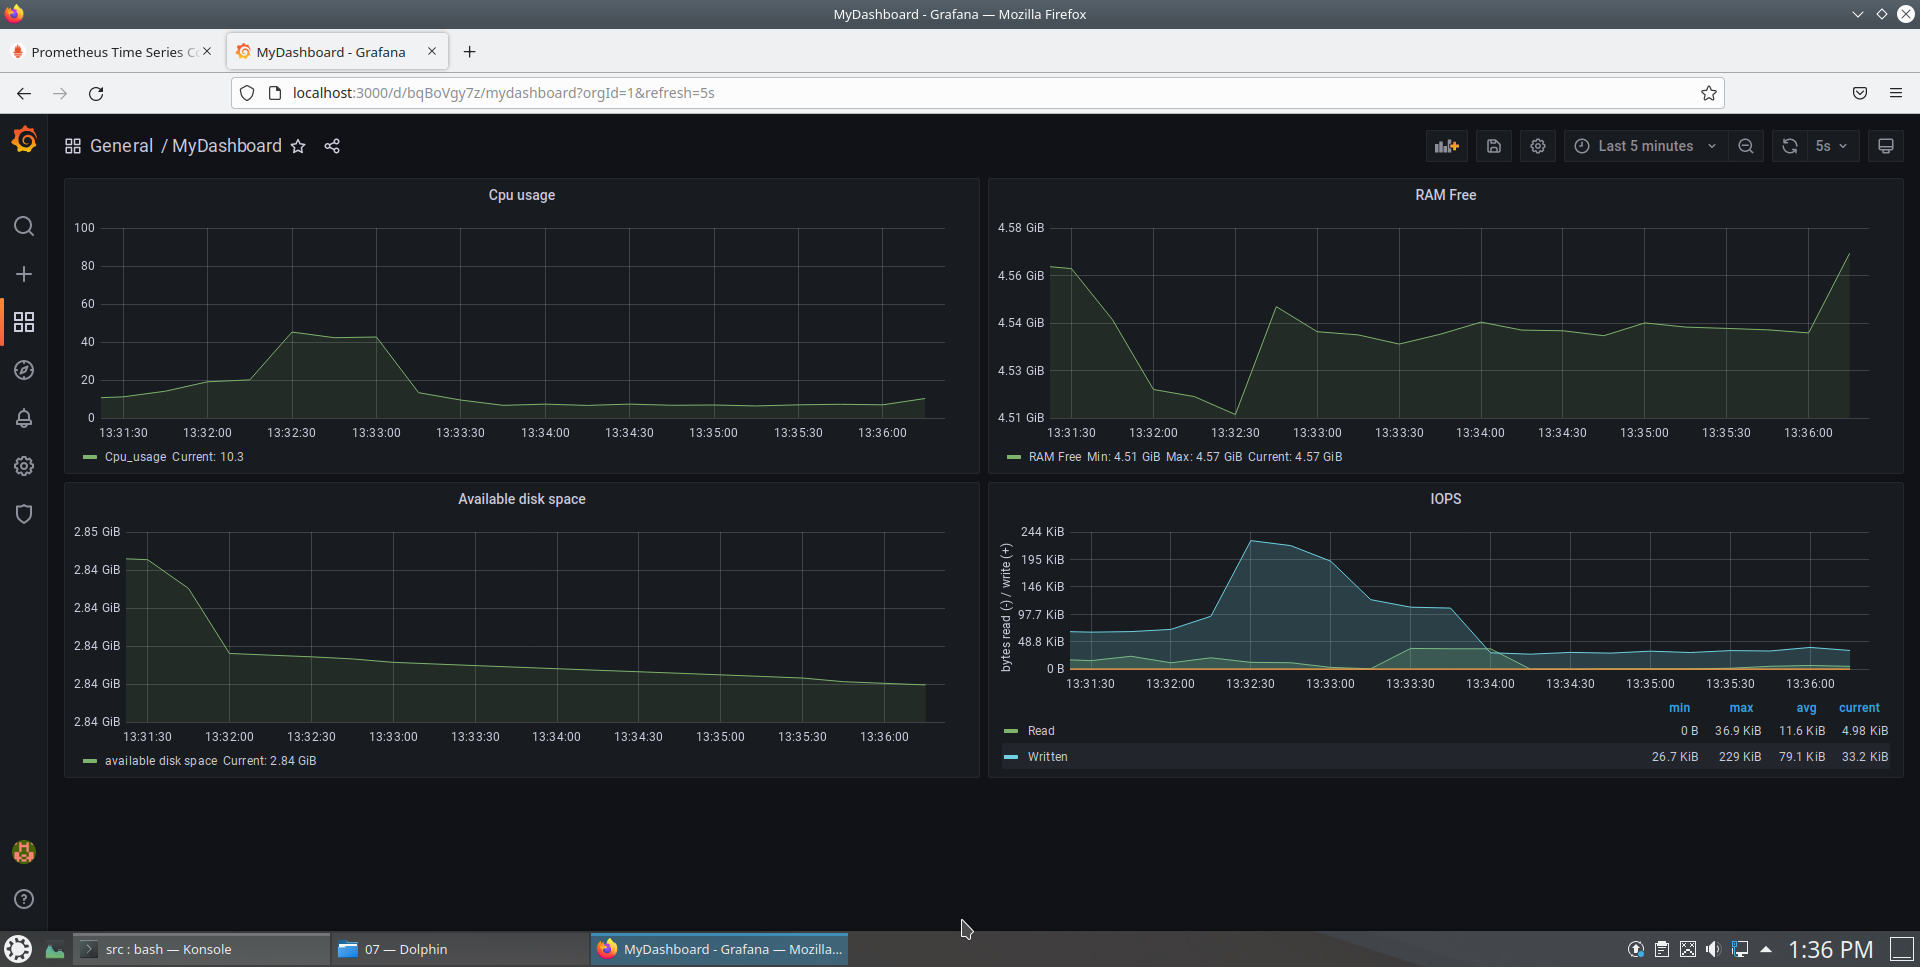 MyDashboard - Grafana — Mozilla Firefox
Prometheus Time Series C
MyDashboard - Grafana
localhost:3000/d/bqBoVgy7z/mydashboard?orgId=1&refresh=5s
General / MyDashboard
Last 5 minutes
5s
Cpu usage
100
80
60
40
20
0
13:31:30 13:32:00 13:32:30 13:33:00 13:33:30 13:34:00 13:34:30 13:35:00 13:35:30 13:36:00
Cpu_usage Current: 10.3
RAM Free
4.58 GiB
4.56 GiB
4.54 GiB
4.53 GiB
4.51 GiB
13:31:30 13:32:00 13:32:30 13:33:00 13:33:30 13:34:00 13:34:30 13:35:00 13:35:30 13:36:00
RAM Free Min: 4.51 GiB Max: 4.57 GiB Current: 4.57 GiB
Available disk space
2.85 GiB
2.84 GiB
2.84 GiB
2.84 GiB
2.84 GiB
2.84 GiB
13:31:30 13:32:00 13:32:30 13:33:00 13:33:30 13:34:00 13:34:30 13:35:00 13:35:30 13:36:00
available disk space Current: 2.84 GiB
IOPS
bytes read (-) / write (+)
244 KiB
195 KiB
146 KiB
97.7 KiB
48.8 KiB
0 B
13:31:30 13:32:00 13:32:30 13:33:00 13:33:30 13:34:00 13:34:30 13:35:00 13:35:30 13:36:00
min max avg current
Read 0 B 36.9 KiB 11.6 KiB 4.98 KiB
Written 26.7 KiB 229 KiB 79.1 KiB 33.2 KiB
src : bash — Konsole
07 — Dolphin
MyDashboard - Grafana — Mozilla...
1:36 PM